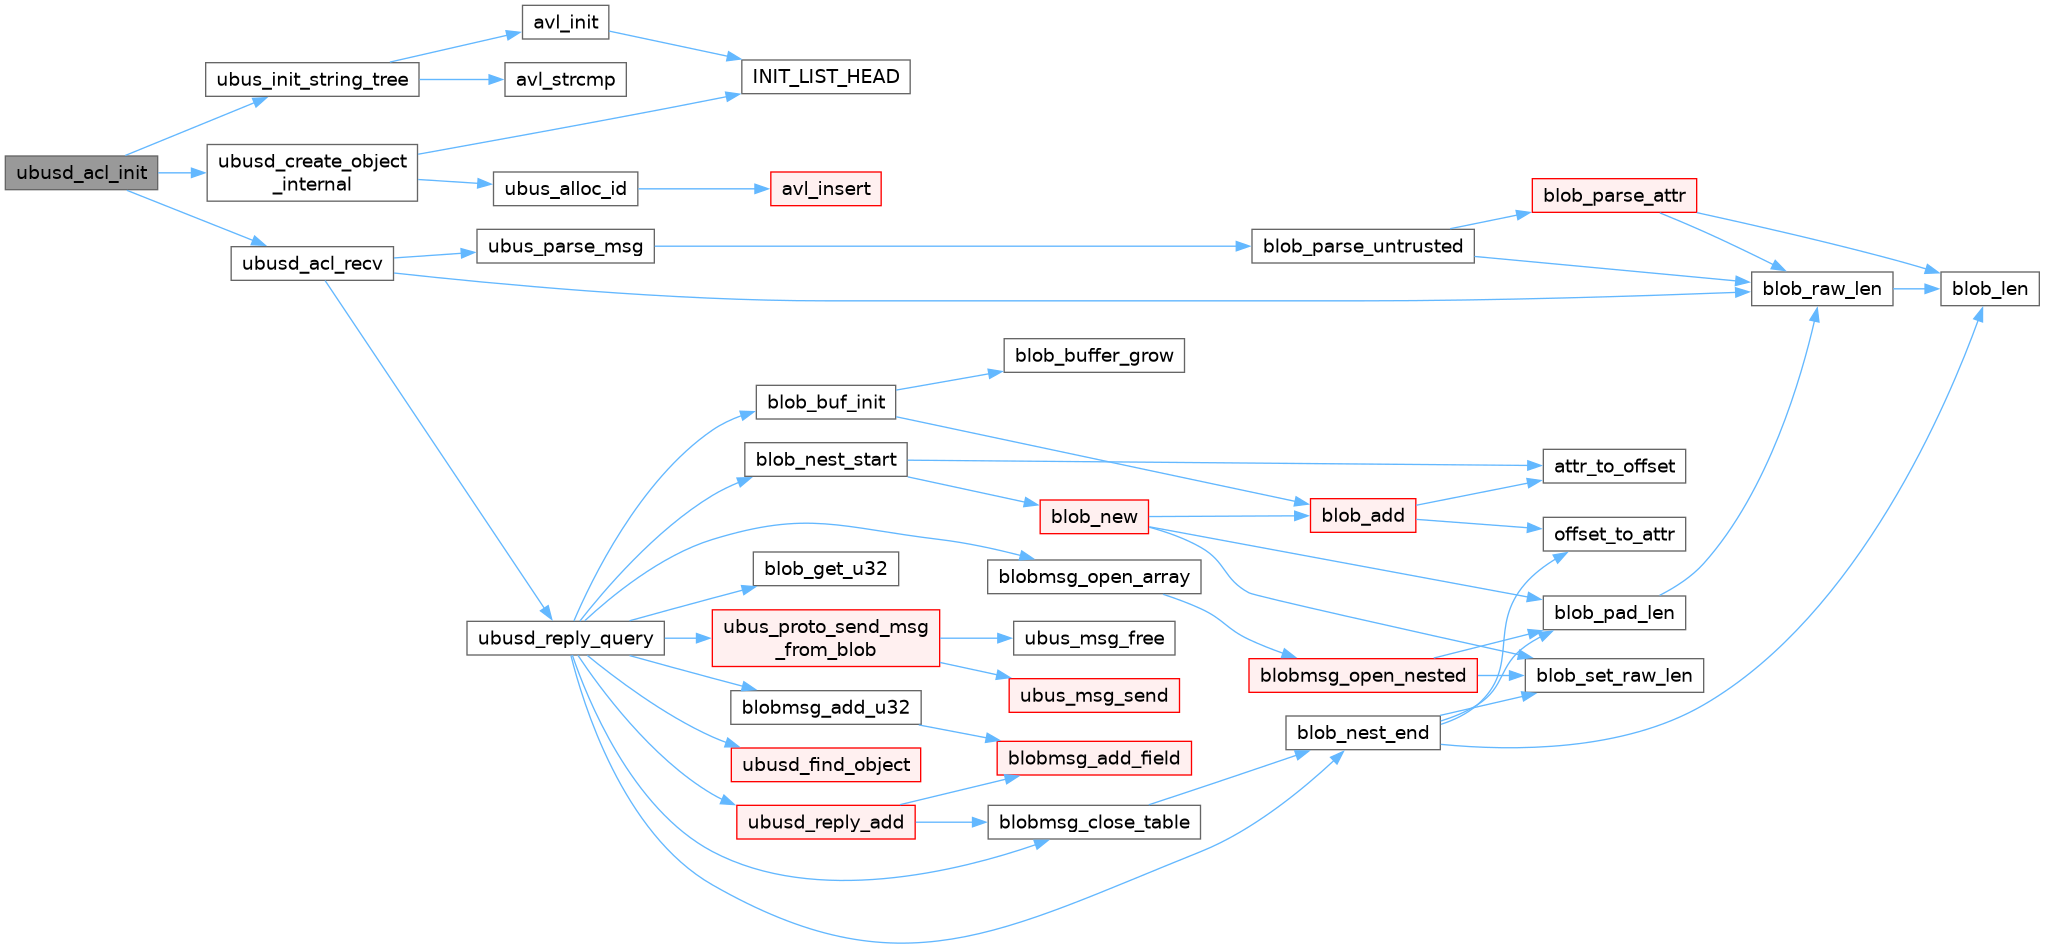 avl_init
ubus_init_string_tree
avl_strcmp
INIT_LIST_HEAD
ubusd_acl_init
ubusd_create_object
_internal
ubus_alloc_id
avl_insert
blob_parse_attr
ubusd_acl_recv
ubus_parse_msg
blob_parse_untrusted
blob_raw_len
blob_len
blob_buffer_grow
blob_buf_init
blob_nest_start
attr_to_offset
blob_new
blob_add
offset_to_attr
blob_get_u32
blobmsg_open_array
blob_pad_len
ubusd_reply_query
ubus_proto_send_msg
_from_blob
ubus_msg_free
blobmsg_open_nested
blob_set_raw_len
ubus_msg_send
blobmsg_add_u32
blob_nest_end
ubusd_find_object
blobmsg_add_field
ubusd_reply_add
blobmsg_close_table